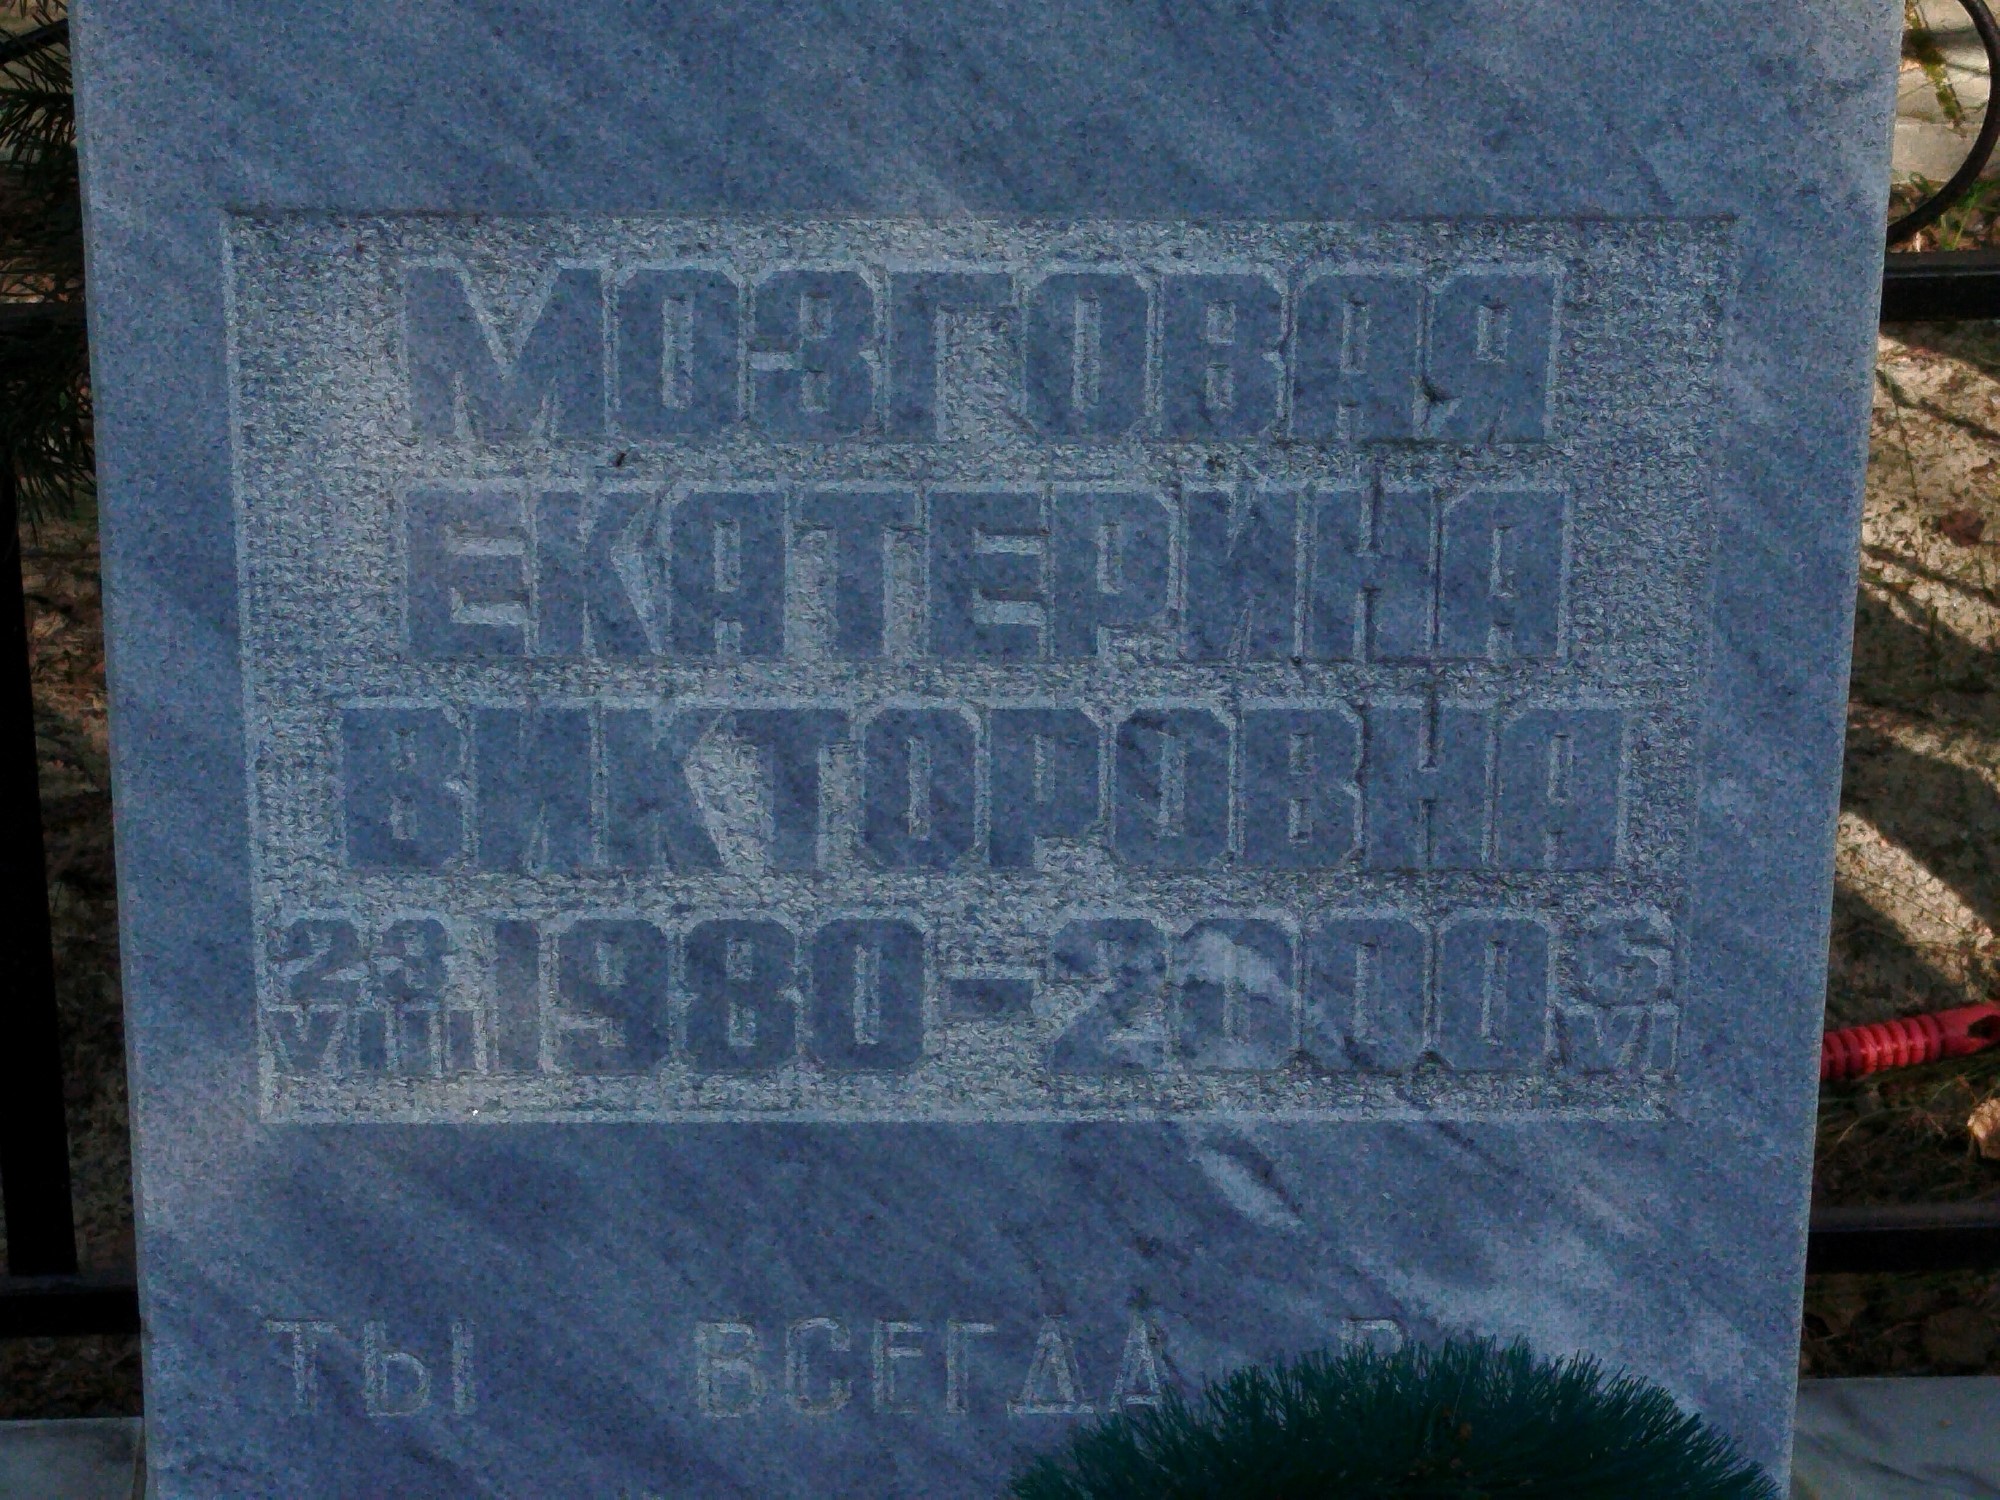 МОЗГОВАЯ
ЕКАТЕРИНА
ВИКТОРОВНА
23 VIII 1980-2000 5 VI
ТЫ ВСЕГДА